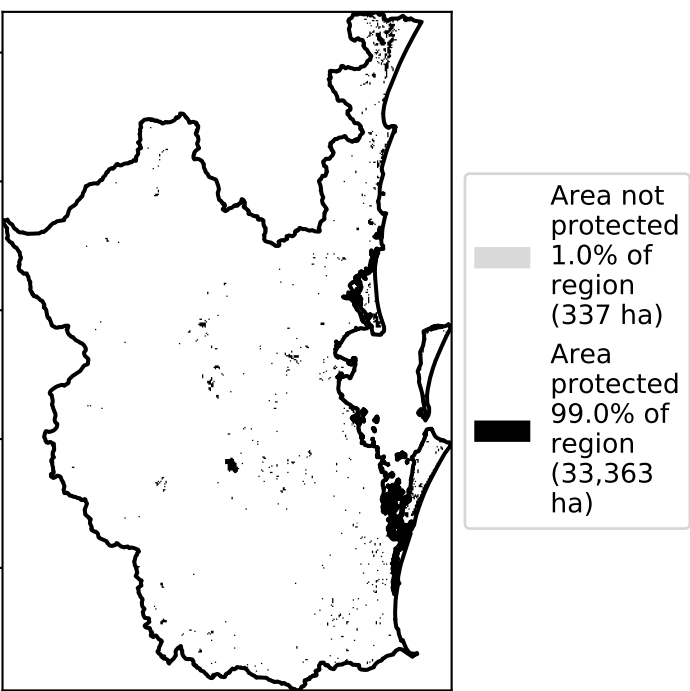 Area not
protected
1.0% of
region
(337 ha)
Area
protected
99.0% of
region
(33,363
ha)